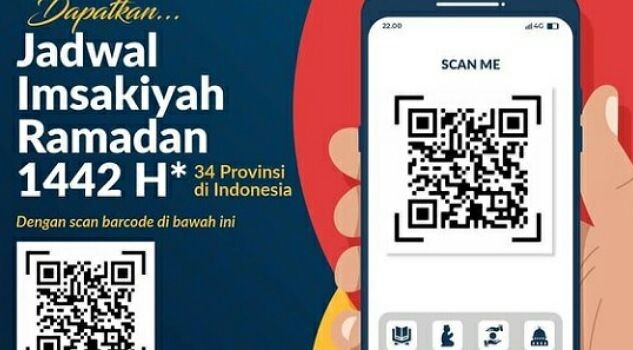 Dapatkan...
Jadwal
Imsakiyah
Ramadan
1442 H*
34 Provinsi
di Indonesia
Dengan scan barcode di bawah ini
22.00
4G
SCAN ME